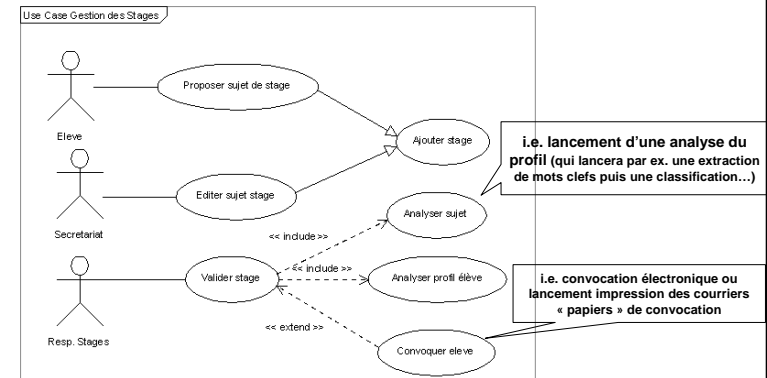 Use Case Gestion des Stages
Proposer sujet de stage
Eleve
Ajouter stage
i.e. lancement d'une analyse du
profil (qui lancera par ex. une extraction
de mots clefs puis une classification…)
Editer sujet stage
Secretariat
Analyser sujet
<< include >>
Valider stage
<< include >>
Analyser profil élève
i.e. convocation électronique ou
lancement impression des courriers
« papiers » de convocation
<< extend >>
Resp. Stages
Convoquer eleve